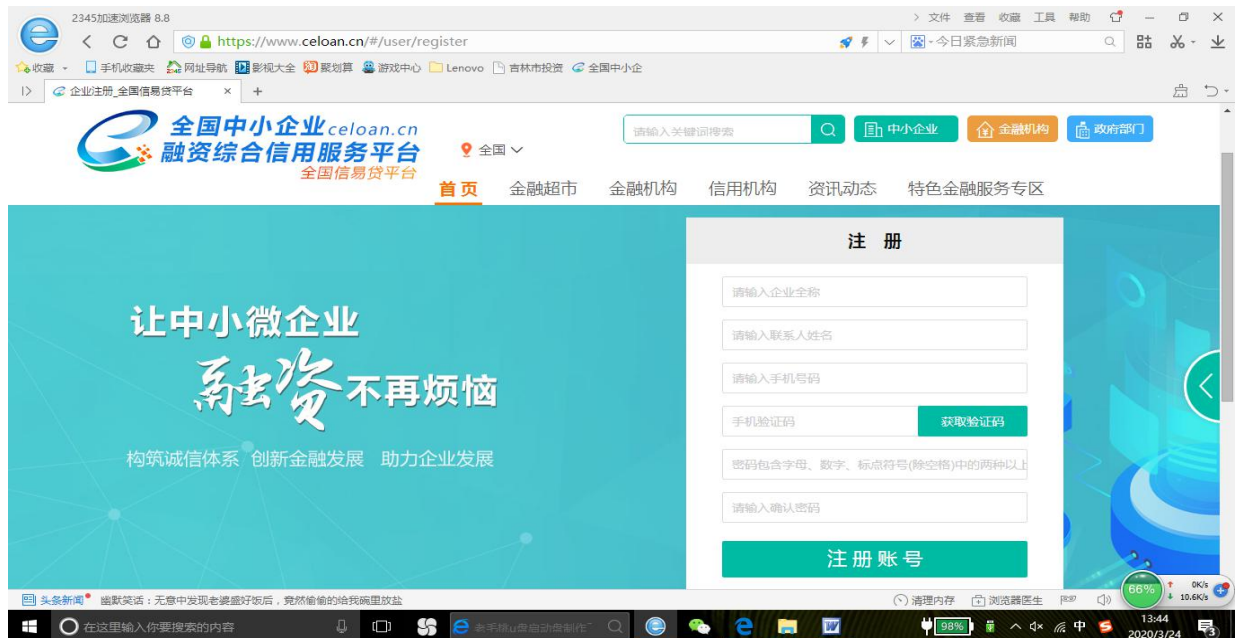 2345加速浏览器 8.8
文件 查看 收藏 工具 帮助
https://www.celoan.cn/#/user/register
今日紧急新闻
收藏 手机收藏夹 网址导航 影视大全 聚划算 游戏中心 Lenovo 吉林市投资 全国中小企
企业注册_全国信易贷平台
全国中小企业celoan.cn
融资综合信用服务平台
全国信易贷平台
全国
请输入关键词搜索
中小企业
金融机构
政府部门
首页 金融超市 金融机构 信用机构 资讯动态 特色金融服务专区
让中小微企业
融资不再烦恼
构筑诚信体系 创新金融发展 助力企业发展
注 册
请输入企业全称
请输入联系人姓名
请输入手机号码
手机验证码 获取验证码
密码包含字母、数字、标点符号(除空格)中的两种以上
请输入确认密码
注册账号
头条新闻 幽默笑话：无意中发现老婆盛好饭后，竟然偷偷的给我碗里放盐
清理内存 浏览器医生
66%
0K/s
10.6K/s
在这里输入你要搜索的内容
老毛桃u盘启动盘制作
98%
中
13:44
2020/3/24
3